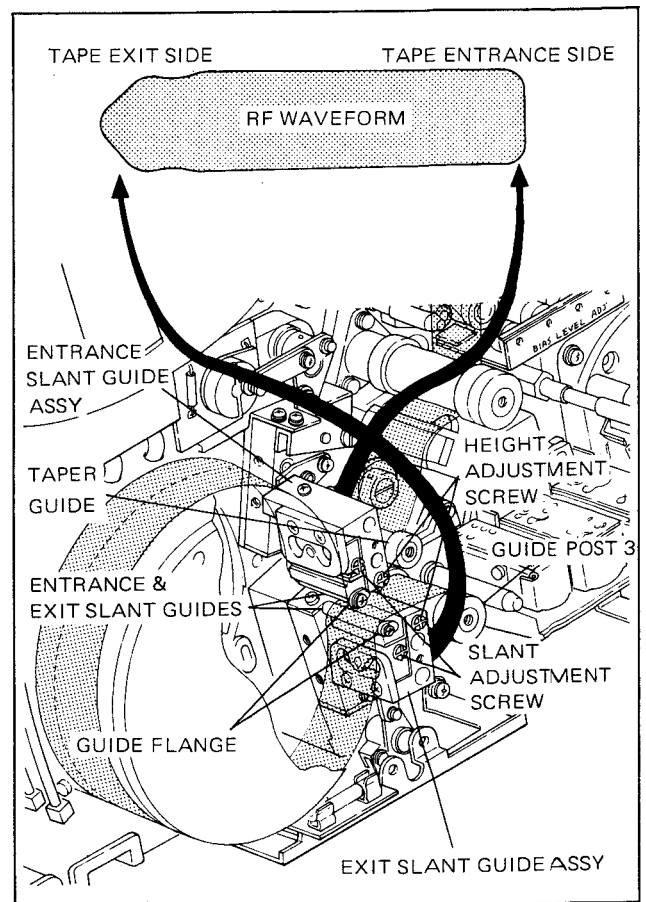 TAPE EXIT SIDE
TAPE ENTRANCE SIDE
RF WAVEFORM
BIAS LEVEL ADJ
ENTRANCE
SLANT GUIDE
ASSY
TAPER
GUIDE
HEIGHT
ADJUSTMENT
SCREW
GUIDE POST 3
ENTRANCE &
EXIT SLANT GUIDES
SLANT
ADJUSTMENT
SCREW
GUIDE FLANGE
EXIT SLANT GUIDE ASSY